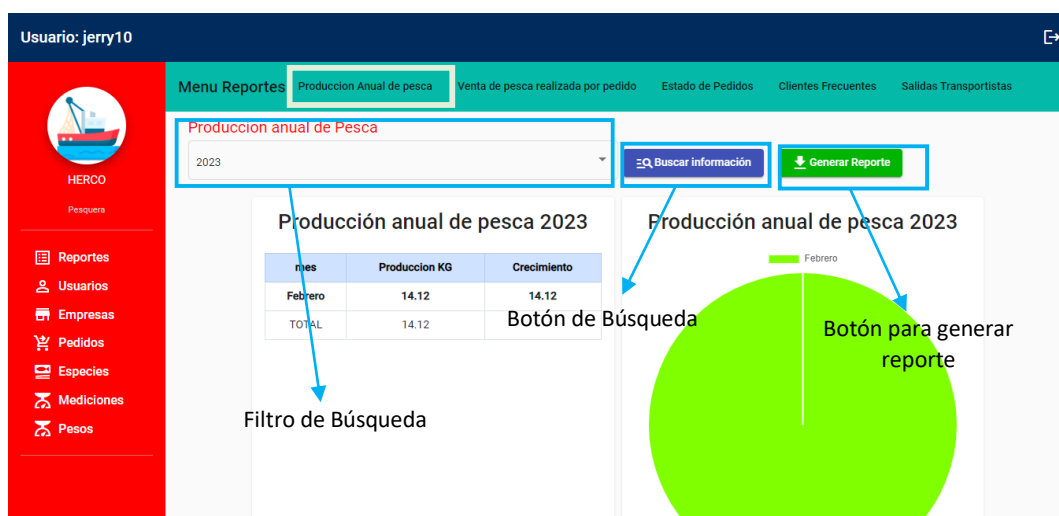 Usuario: jerry10
HERCO
Pesquera
Reportes
Usuarios
Empresas
Pedidos
Especies
Mediciones
Pesos
Menu Reportes
Produccion Anual de pesca
Venta de pesca realizada por pedido
Estado de Pedidos
Clientes Frecuentes
Salidas Transportistas
Produccion anual de Pesca
2023
Buscar información
Generar Reporte
Producción anual de pesca 2023
mes Produccion KG Crecimiento
Febrero 14.12 14.12
TOTAL 14.12
Producción anual de pesca 2023
Febrero
Botón de Búsqueda
Botón para generar
reporte
Filtro de Búsqueda